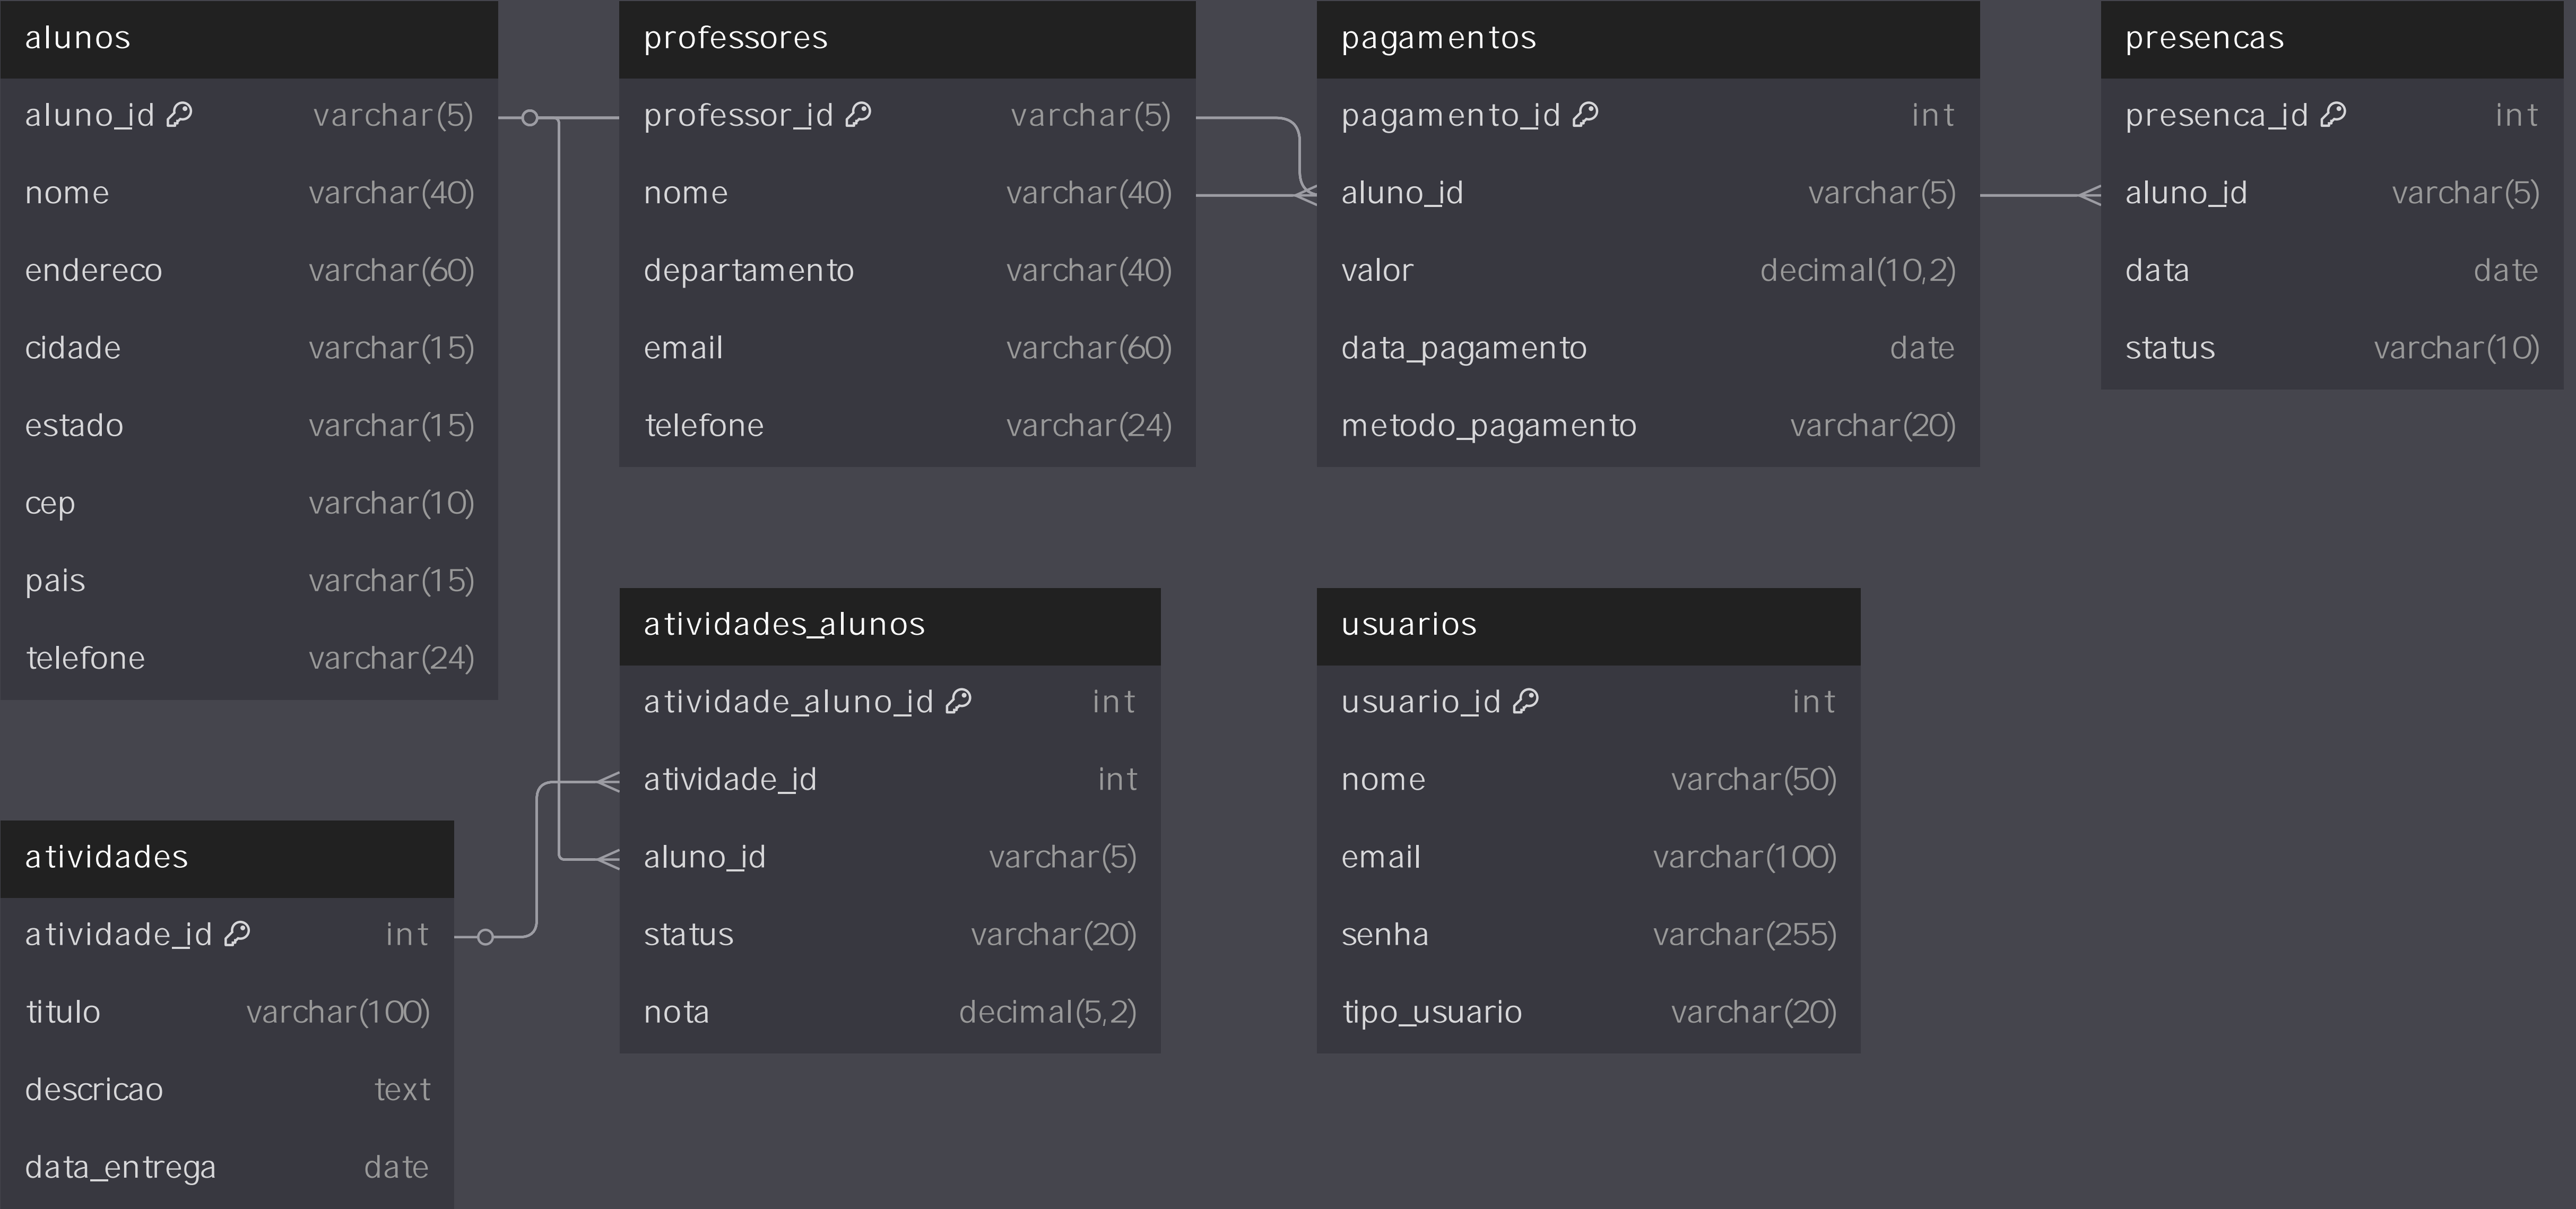 alunos
aluno_id varchar(5)
nome varchar(40)
endereco varchar(60)
cidade varchar(15)
estado varchar(15)
cep varchar(10)
pais varchar(15)
telefone varchar(24)
professores
professor_id varchar(5)
nome varchar(40)
departamento varchar(40)
email varchar(60)
telefone varchar(24)
pagamentos
pagamento_id int
aluno_id varchar(5)
valor decimal(10,2)
data_pagamento date
metodo_pagamento varchar(20)
presencas
presenca_id int
aluno_id varchar(5)
data date
status varchar(10)
atividades_alunos
atividade_aluno_id int
atividade_id int
aluno_id varchar(5)
status varchar(20)
nota decimal(5,2)
usuarios
usuario_id int
nome varchar(50)
email varchar(100)
senha varchar(255)
tipo_usuario varchar(20)
atividades
atividade_id int
titulo varchar(100)
descricao text
data_entrega date